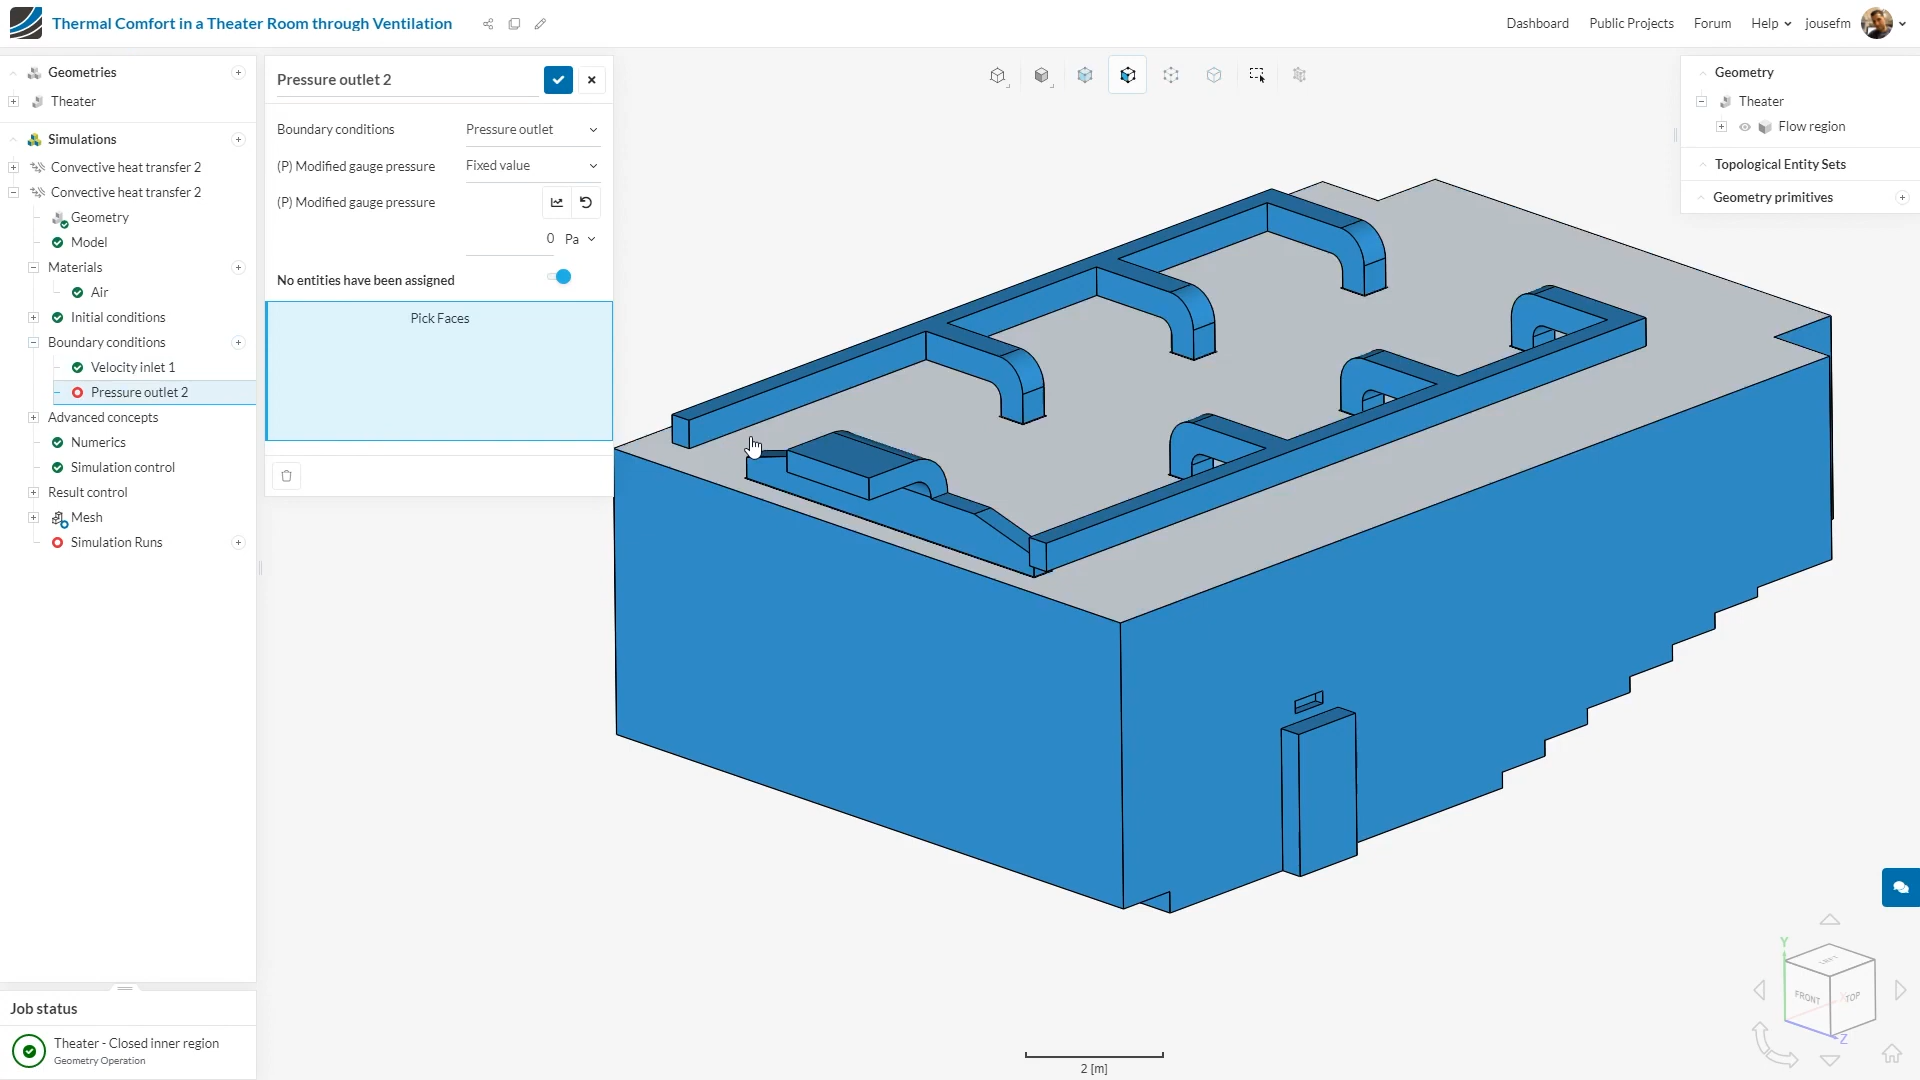 Thermal Comfort in a Theater Room through Ventilation
Dashboard
Public Projects
Forum
Help
jousefm
Geometries
Theater
Simulations
Convective heat transfer 2
Convective heat transfer 2
Geometry
Model
Materials
Air
Initial conditions
Boundary conditions
Velocity inlet 1
Pressure outlet 2
Advanced concepts
Numerics
Simulation control
Result control
Mesh
Simulation Runs
Job status
Theater - Closed inner region
Geometry Operation
Pressure outlet 2
Boundary conditions
Pressure outlet
(P) Modified gauge pressure
Fixed value
(P) Modified gauge pressure
0 Pa
No entities have been assigned
Pick Faces
Geometry
Theater
Flow region
Topological Entity Sets
Geometry primitives
2 [m]
Y
LEFT
FRONT
TOP
Z